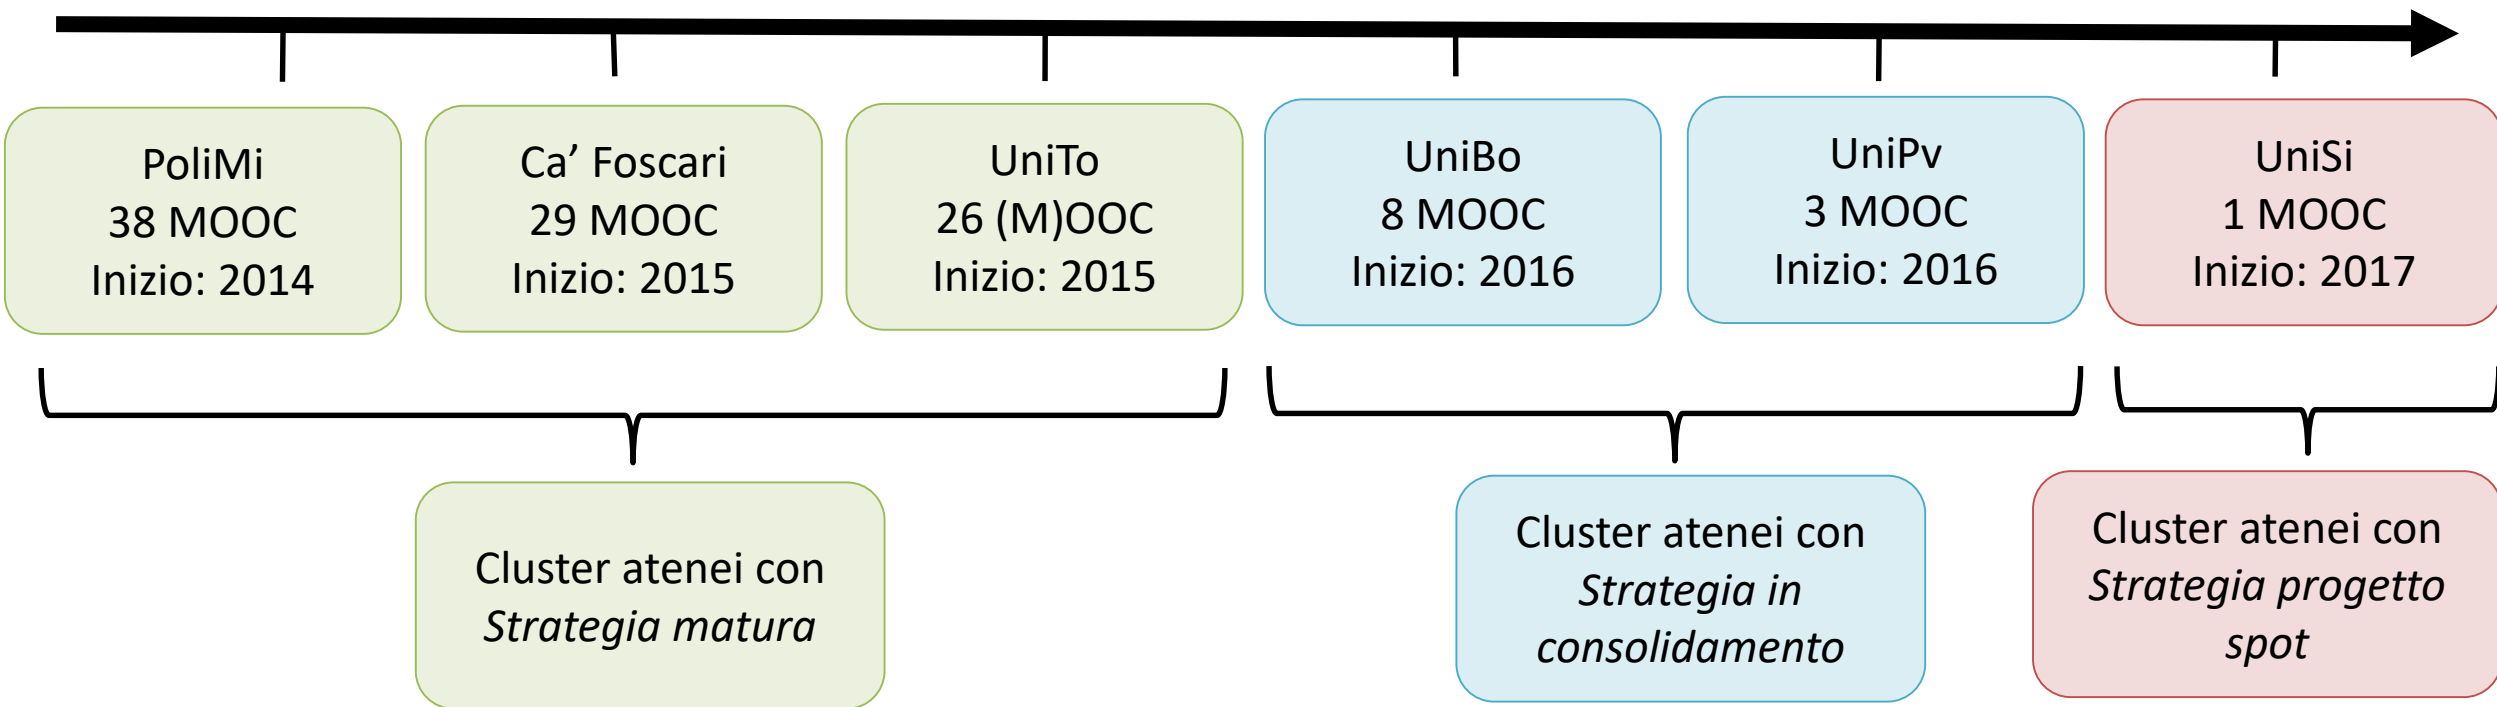 PoliMi
38 MOOC
Inizio: 2014
Ca’ Foscari
29 MOOC
Inizio: 2015
UniTo
26 (M)OOC
Inizio: 2015
UniBo
8 MOOC
Inizio: 2016
UniPv
3 MOOC
Inizio: 2016
UniSi
1 MOOC
Inizio: 2017
Cluster atenei con
Strategia matura
Cluster atenei con
Strategia in
consolidamento
Cluster atenei con
Strategia progetto
spot